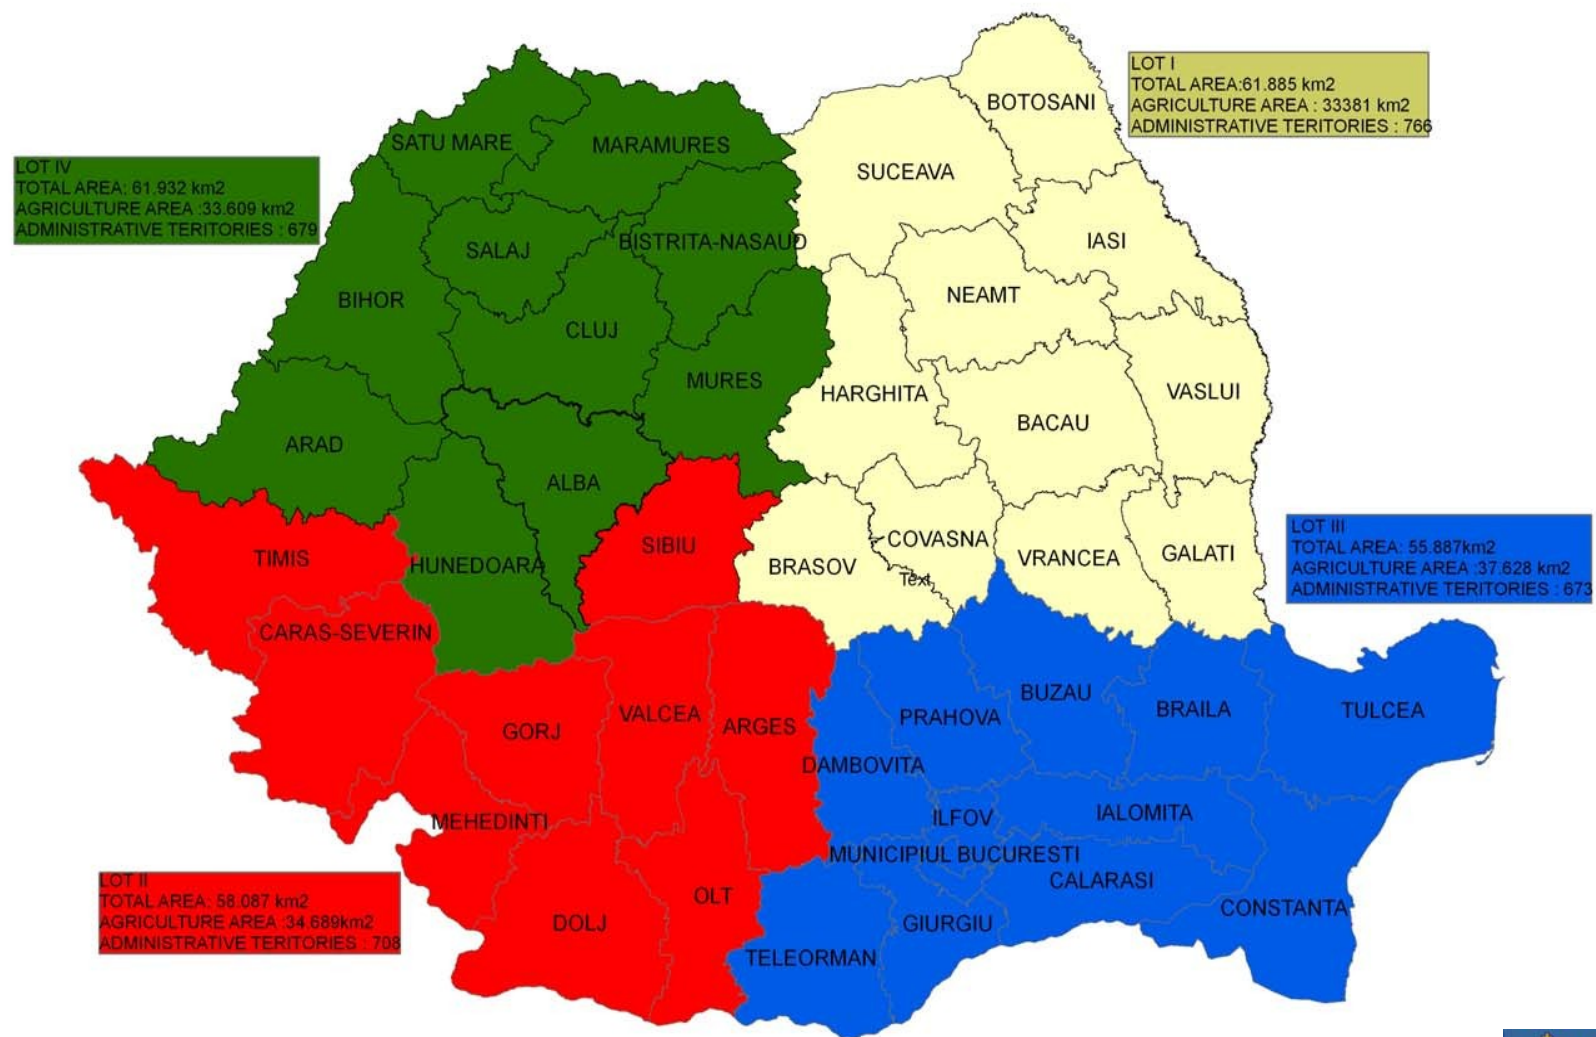 LOT I
TOTAL AREA:61.885 km2
AGRICULTURE AREA : 33381 km2
ADMINISTRATIVE TERITORIES : 766
BOTOSANI
SATU MARE
MARAMURES
SUCEAVA
LOT IV
TOTAL AREA: 61.932 km2
AGRICULTURE AREA :33.609 km2
ADMINISTRATIVE TERITORIES : 679
SALAJ
BISTRITA-NASAUD
IASI
BIHOR
CLUJ
NEAMT
MURES
HARGHITA
BACAU
VASLUI
ARAD
ALBA
TIMIS
HUNEDOARA
SIBIU
BRASOV
COVASNA
Text
VRANCEA
GALATI
LOT III
TOTAL AREA: 55.887km2
AGRICULTURE AREA :37.628 km2
ADMINISTRATIVE TERITORIES : 673
CARAS-SEVERIN
GORJ
VALCEA
ARGES
PRAHOVA
BUZAU
BRAILA
TULCEA
DAMBOVITA
MEHEDINTI
ILFOV
IALOMITA
MUNICIPIUL BUCURESTI
CALARASI
LOT II
TOTAL AREA: 58.087 km2
AGRICULTURE AREA :34.689km2
ADMINISTRATIVE TERITORIES : 708
DOLJ
OLT
GIURGIU
CONSTANTA
TELEORMAN